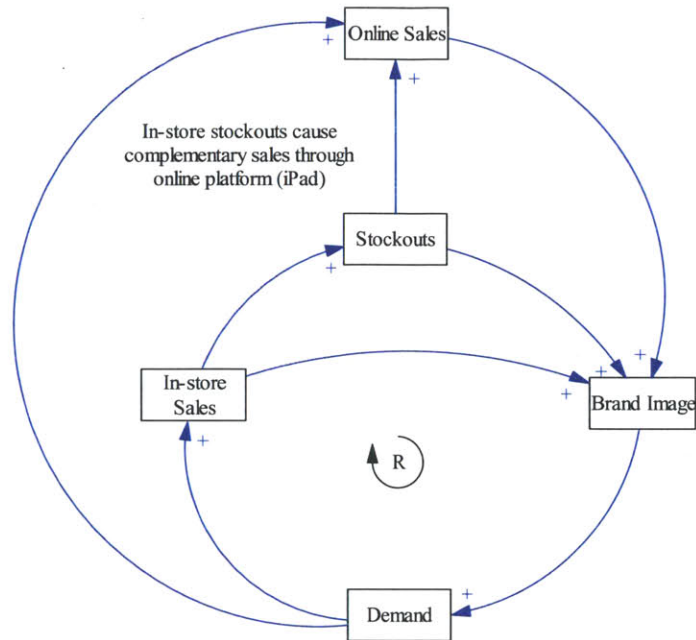 Online Sales
+
+
In-store stockouts cause
complementary sales through
online platform (iPad)
Stockouts
+
+
+
+
In-store
Sales
Brand Image
+
R
+
Demand